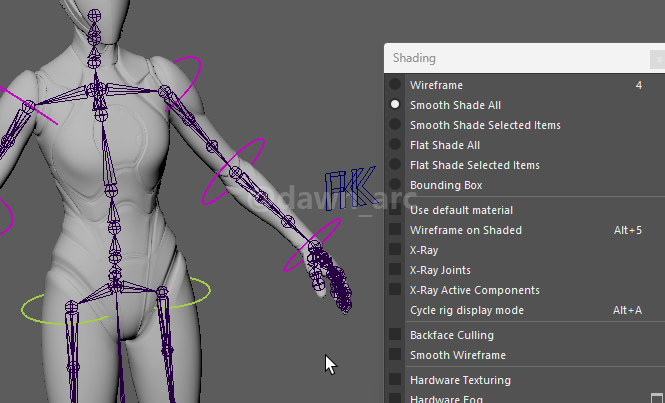 Shading
Wireframe 4
Smooth Shade All
Smooth Shade Selected Items
Flat Shade All
Flat Shade Selected Items
Bounding Box
FK
dawn_arc
Use default material
Wireframe on Shaded Alt+5
X-Ray
X-Ray Joints
X-Ray Active Components
Cycle rig display mode Alt+A
Backface Culling
Smooth Wireframe
Hardware Texturing
Hardware Fog